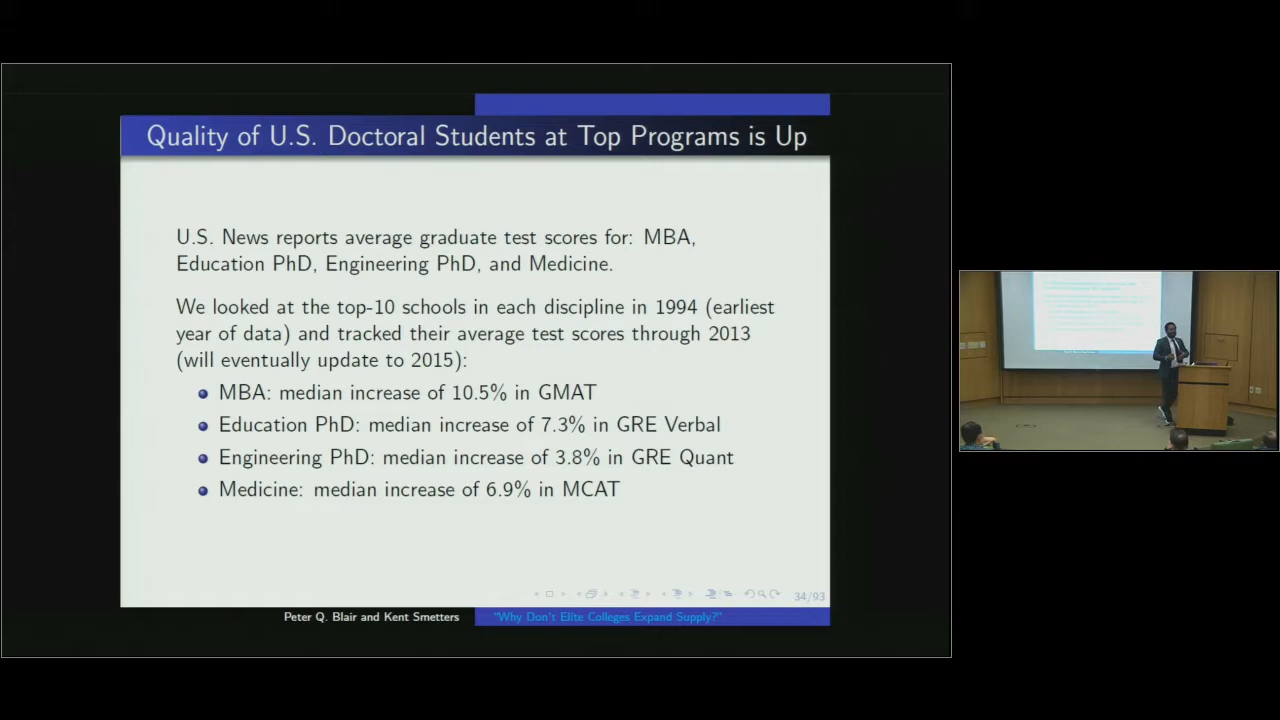 Quality of U.S. Doctoral Students at Top Programs is Up
U.S. News reports average graduate test scores for: MBA,
Education PhD, Engineering PhD, and Medicine.
We looked at the top-10 schools in each discipline in 1994 (earliest
year of data) and tracked their average test scores through 2013
(will eventually update to 2015):
MBA: median increase of 10.5% in GMAT
Education PhD: median increase of 7.3% in GRE Verbal
Engineering PhD: median increase of 3.8% in GRE Quant
Medicine: median increase of 6.9% in MCAT
34/93
Peter Q. Blair and Kent Smetters
"Why Don't Elite Colleges Expand Supply?"